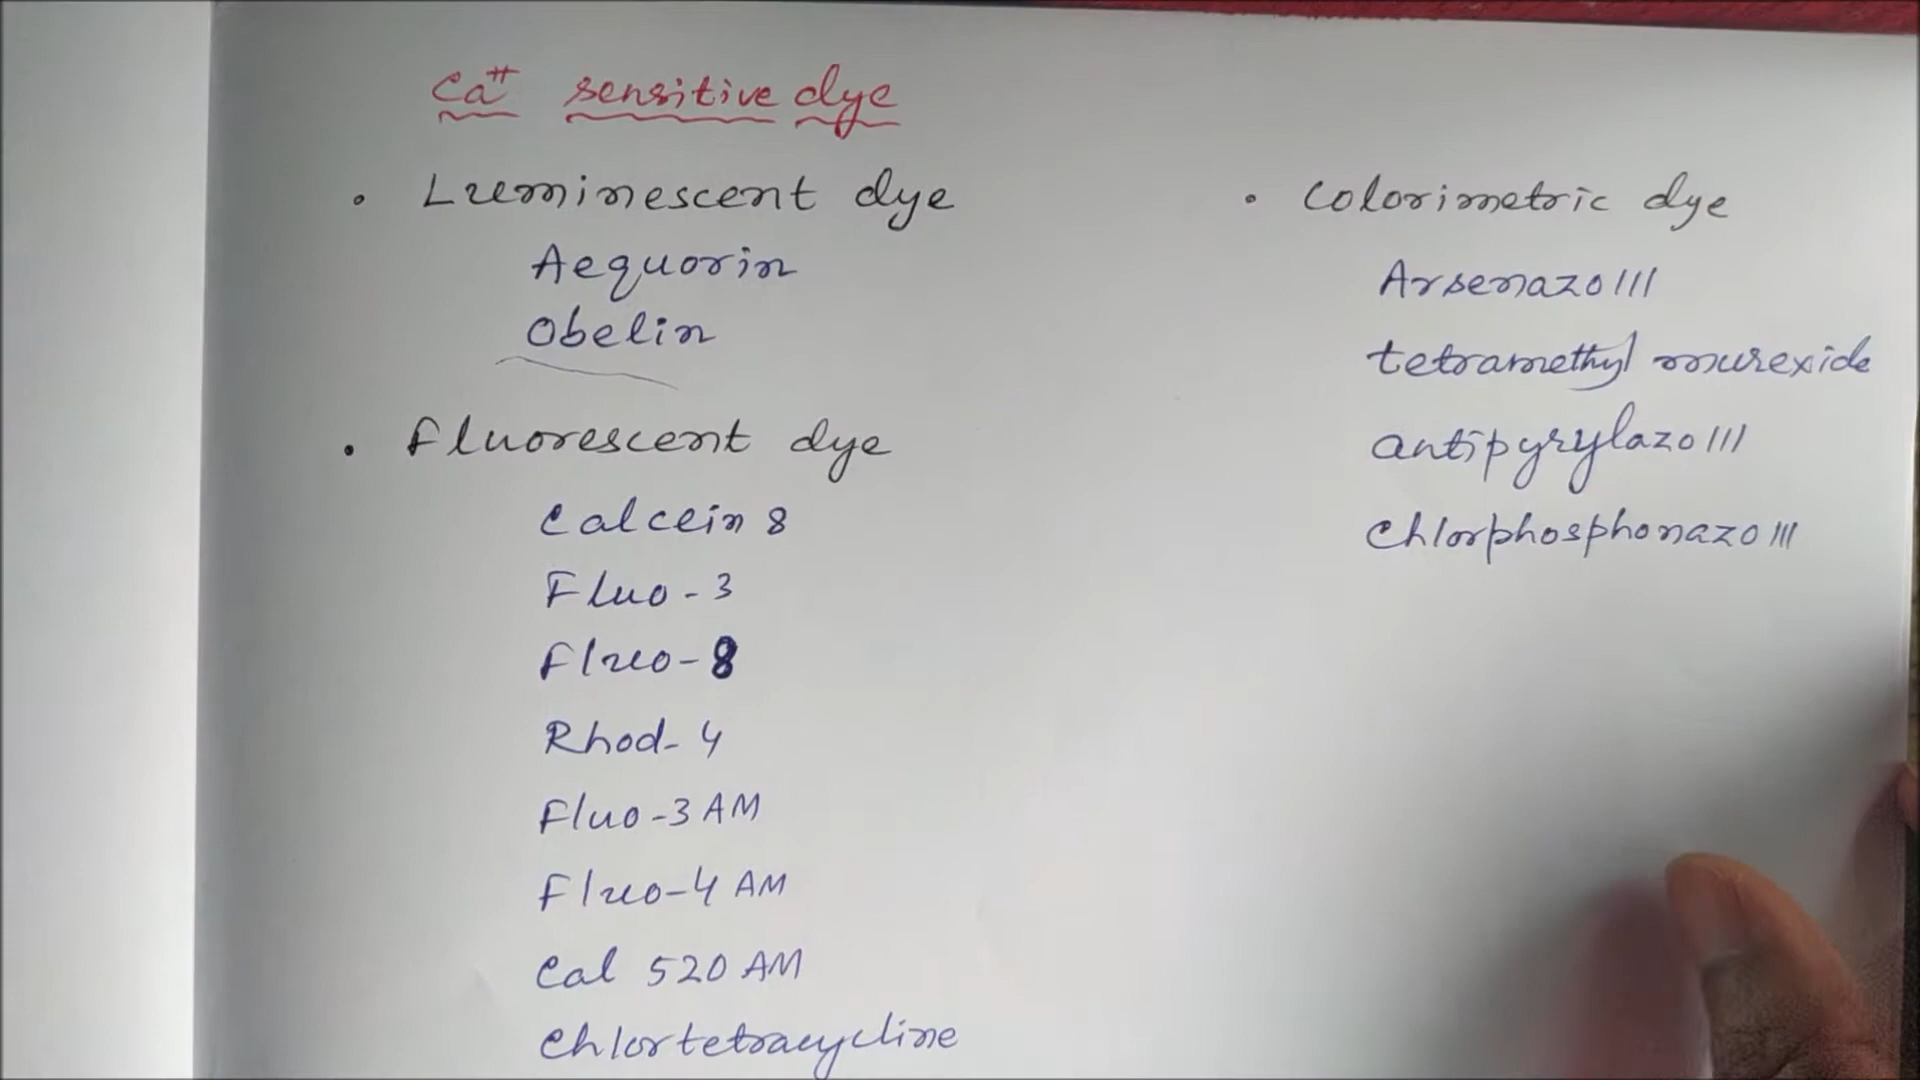 Ca++ sensitive dye
• Luminescent dye
Aequorin
Obelin
• Fluorescent dye
Calcein 8
Fluo-3
Fluo-8
Rhod-4
Fluo-3 AM
Fluo-4 AM
Cal 520 AM
Chlortetracycline
• Colorimetric dye
Arsenazo III
tetramethyl murexide
antipyrylazo III
Chlorphosphonazo III